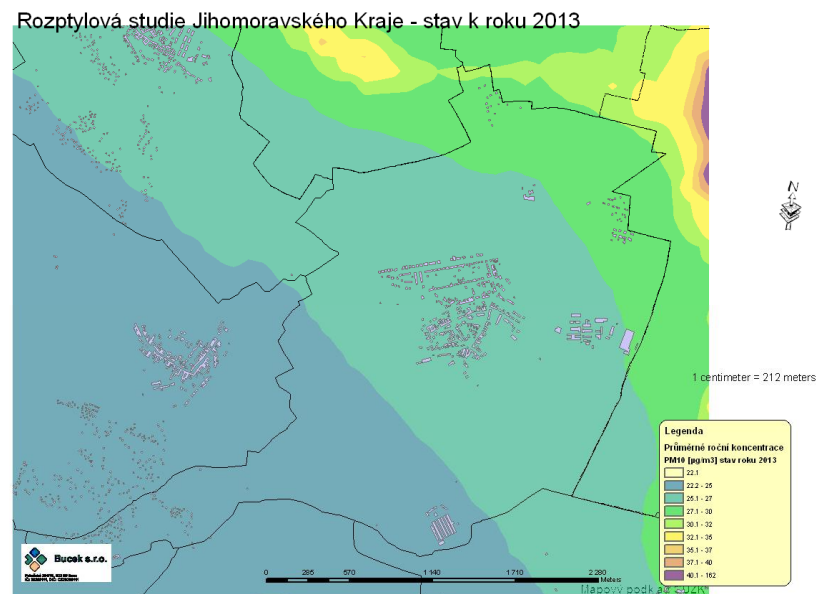 Rozptylová studie Jihomoravského Kraje - stav k roku 2013
N
1 centimeter = 212 meters
Legenda
Průměrné roční koncentrace
PM10 [µg/m3] stav roku 2013
22.1
22.2 - 25
25.1 - 27
27.1 - 30
30.1 - 32
32.1 - 35
35.1 - 37
37.1 - 40
40.1 - 162
Bucek s.r.o.
0 285 570 1 140 1 710 2 280
Meters
Mapový podklad